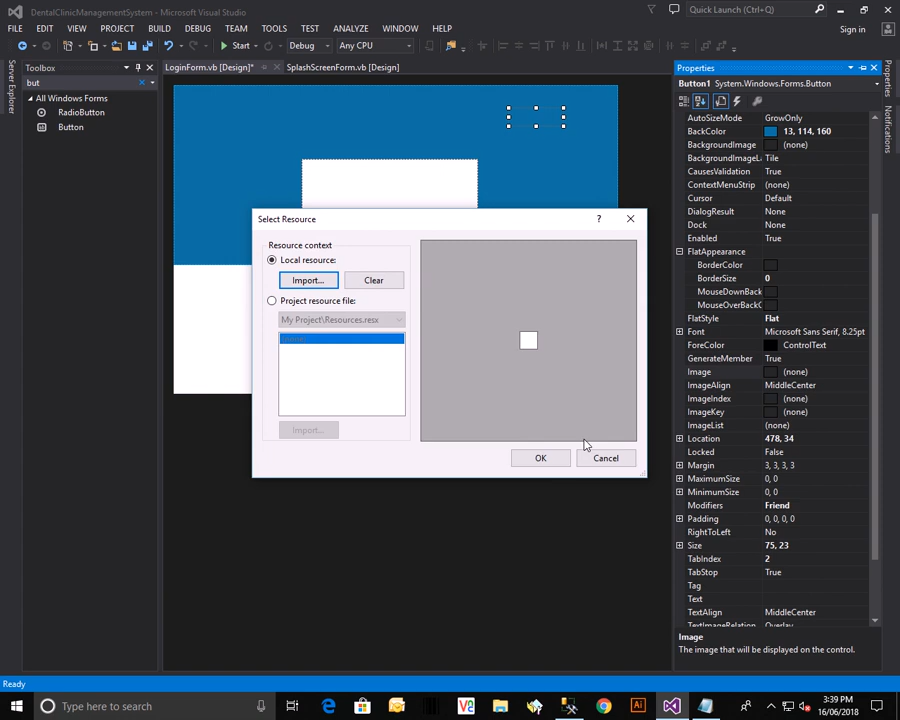 DentalClinicManagementSystem - Microsoft Visual Studio
Quick Launch (Ctrl+Q)
FILE EDIT VIEW PROJECT BUILD DEBUG TEAM TOOLS TEST ANALYZE WINDOW HELP
Sign in
Start Debug Any CPU
Server Explorer
Toolbox
but
All Windows Forms
RadioButton
Button
LoginForm.vb [Design]*
SplashScreenForm.vb [Design]
Select Resource
?
Resource context
Local resource:
Import...
Clear
Project resource file:
My Project\Resources.resx
Import...
OK
Cancel
Properties
Button1 System.Windows.Forms.Button
AutoSizeMode GrowOnly
BackColor 13, 114, 160
BackgroundImage (none)
BackgroundImageLa Tile
CausesValidation True
ContextMenuStrip (none)
Cursor Default
DialogResult None
Dock None
Enabled True
FlatAppearance
BorderColor
BorderSize 0
MouseDownBack
MouseOverBackC
FlatStyle Flat
Font Microsoft Sans Serif, 8.25pt
ForeColor ControlText
GenerateMember True
Image (none)
ImageAlign MiddleCenter
ImageIndex (none)
ImageKey (none)
ImageList (none)
Location 478, 34
Locked False
Margin 3, 3, 3, 3
MaximumSize 0, 0
MinimumSize 0, 0
Modifiers Friend
Padding 0, 0, 0, 0
RightToLeft No
Size 75, 23
TabIndex 2
TabStop True
Tag
Text
TextAlign MiddleCenter
TextImageRelation Overlay
Image
The image that will be displayed on the control.
Properties
Notifications
Ready
Type here to search
3:39 PM
16/06/2018